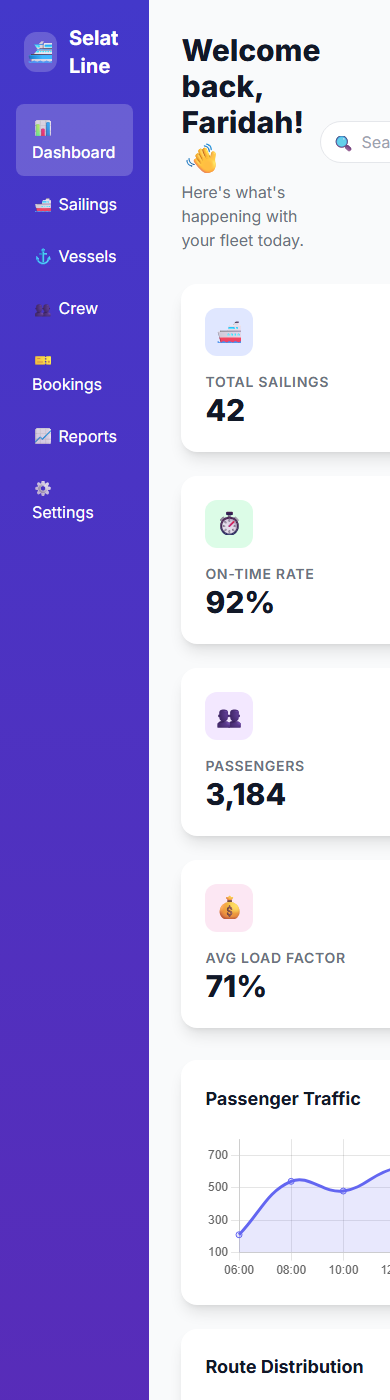 Selat
Line
Dashboard
Sailings
Vessels
Crew
Bookings
Reports
Settings
Welcome
back,
Faridah!
Here's what's
happening with
your fleet today.
Sea
TOTAL SAILINGS
42
ON-TIME RATE
92%
PASSENGERS
3,184
AVG LOAD FACTOR
71%
Passenger Traffic
700
500
300
100
06:00 08:00 10:00 12
Route Distribution